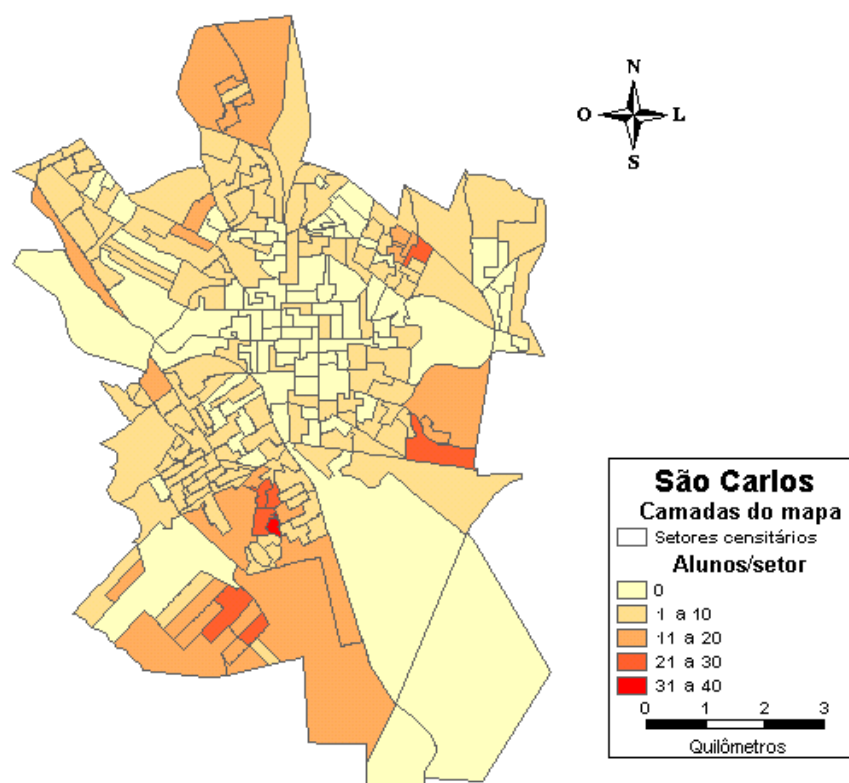 N
O L
S
São Carlos
Camadas do mapa
Setores censitários
Alunos/setor
0
1 a 10
11 a 20
21 a 30
31 a 40
0 1 2 3
Quilômetros